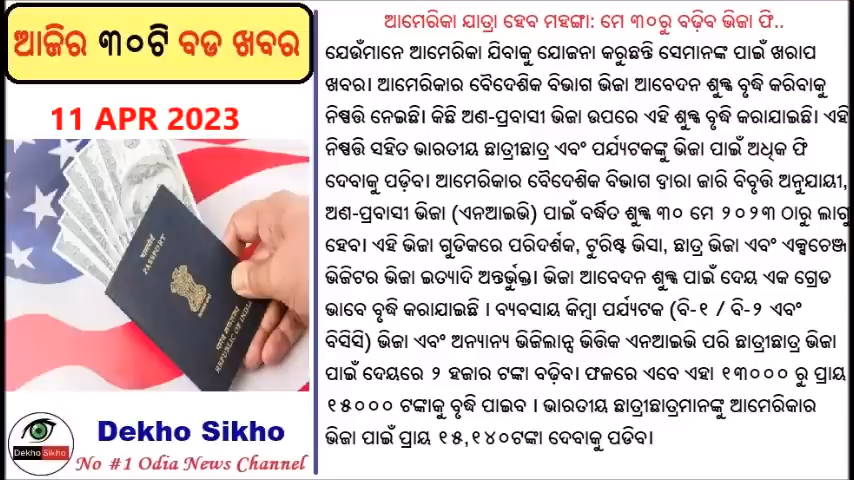 ଆଜିର ୩୦ଟି ବଡ ଖବର
11 APR 2023
PASSPORT
REPUBLIC OF INDIA
Dekho Sikho
Dekho Sikho
No #1 Odia News Channel
ଆମେରିକା ଯାତ୍ରା ହେବ ମହଙ୍ଗା: ମେ ୩୦ରୁ ବଢ଼ିବ ଭିଜା ଫି..
ଯେଉଁମାନେ ଆମେରିକା ଯିବାକୁ ଯୋଜନା କରୁଛନ୍ତି ସେମାନଙ୍କ ପାଇଁ ଖରାପ
ଖବର। ଆମେରିକାର ବୈଦେଶିକ ବିଭାଗ ଭିଜା ଆବେଦନ ଶୁଳ୍କ ବୃଦ୍ଧି କରିବାକୁ
ନିଷ୍ପତ୍ତି ନେଇଛି। କିଛି ଅଣ-ପ୍ରବାସୀ ଭିଜା ଉପରେ ଏହି ଶୁଳ୍କ ବୃଦ୍ଧି କରାଯାଇଛି। ଏହି
ନିଷ୍ପତ୍ତି ସହିତ ଭାରତୀୟ ଛାତ୍ରୀଛାତ୍ର ଏବଂ ପର୍ଯ୍ୟଟକଙ୍କୁ ଭିଜା ପାଇଁ ଅଧିକ ଫି
ଦେବାକୁ ପଡ଼ିବ। ଆମେରିକାର ବୈଦେଶିକ ବିଭାଗ ଦ୍ୱାରା ଜାରି ବିବୃତ୍ତି ଅନୁଯାୟୀ,
ଅଣ-ପ୍ରବାସୀ ଭିଜା (ଏନଆଇଭି) ପାଇଁ ବର୍ଦ୍ଧିତ ଶୁଳ୍କ ୩୦ ମେ ୨୦୨୩ ଠାରୁ ଲାଗୁ
ହେବ। ଏହି ଭିଜା ଗୁଡିକରେ ପରିଦର୍ଶକ, ଟୁରିଷ୍ଟ ଭିସା, ଛାତ୍ର ଭିଜା ଏବଂ ଏକ୍ସଚେଞ୍ଜ
ଭିଜିଟର ଭିଜା ଇତ୍ୟାଦି ଅନ୍ତର୍ଭୁକ୍ତ। ଭିଜା ଆବେଦନ ଶୁଳ୍କ ପାଇଁ ଦେୟ ଏକ ଗ୍ରେଡ
ଭାବେ ବୃଦ୍ଧି କରାଯାଇଛି । ବ୍ୟବସାୟ କିମ୍ବା ପର୍ଯ୍ୟଟକ (ବି-୧ / ବି-୨ ଏବଂ
ବିସିସି) ଭିଜା ଏବଂ ଅନ୍ୟାନ୍ୟ ଭିଜିଲାନ୍ସ ଭିତ୍ତିକ ଏନଆଇଭି ପରି ଛାତ୍ରୀଛାତ୍ର ଭିଜା
ପାଇଁ ଦେୟରେ ୨ ହଜାର ଟଙ୍କା ବଢ଼ିବ। ଫଳରେ ଏବେ ଏହା ୧୩୦୦୦ ରୁ ପ୍ରାୟ
୧୫୦୦୦ ଟଙ୍କାକୁ ବୃଦ୍ଧି ପାଇବ । ଭାରତୀୟ ଛାତ୍ରୀଛାତ୍ରମାନଙ୍କୁ ଆମେରିକାର
ଭିଜା ପାଇଁ ପ୍ରାୟ ୧୫,୧୪୦ଟଙ୍କା ଦେବାକୁ ପଡିବ।